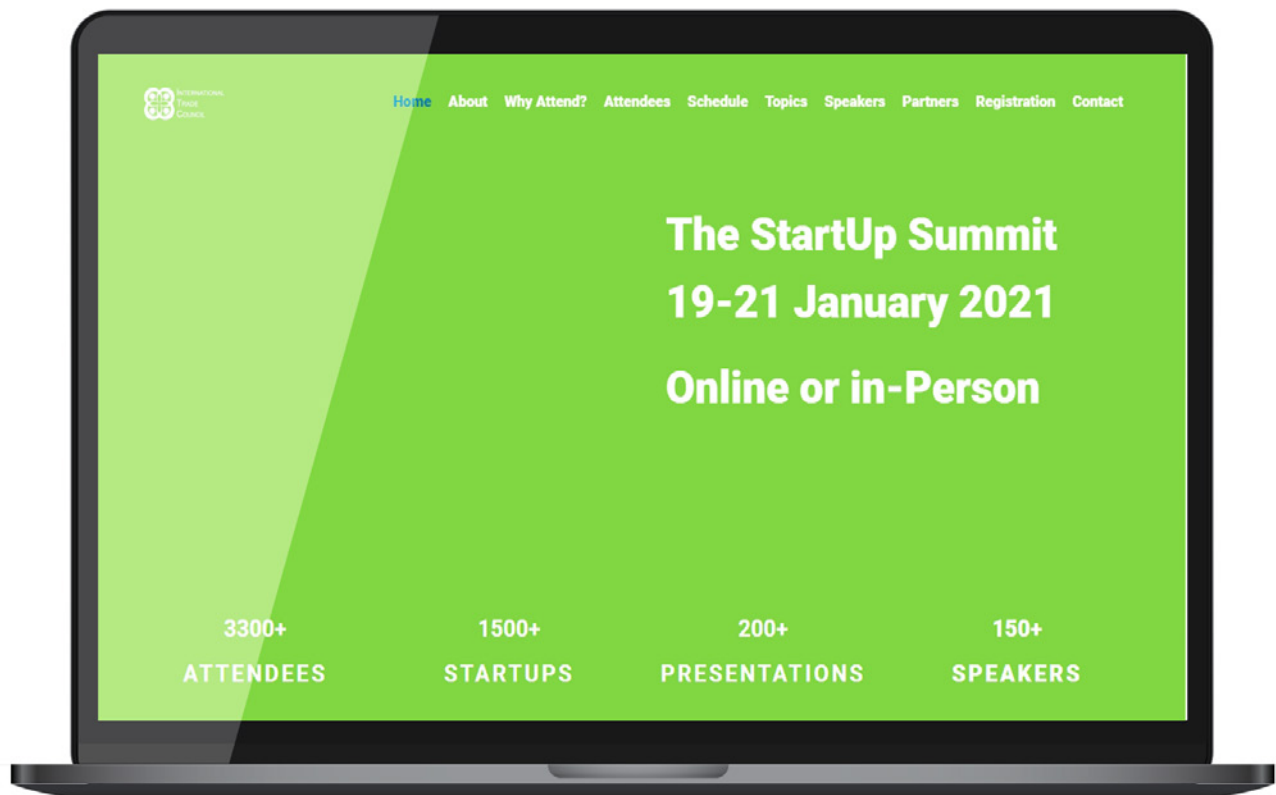 INTERNATIONAL
TRADE
COUNCIL
Home About Why Attend? Attendees Schedule Topics Speakers Partners Registration Contact
The StartUp Summit
19-21 January 2021
Online or in-Person
3300+ 1500+ 200+ 150+
ATTENDEES STARTUPS PRESENTATIONS SPEAKERS